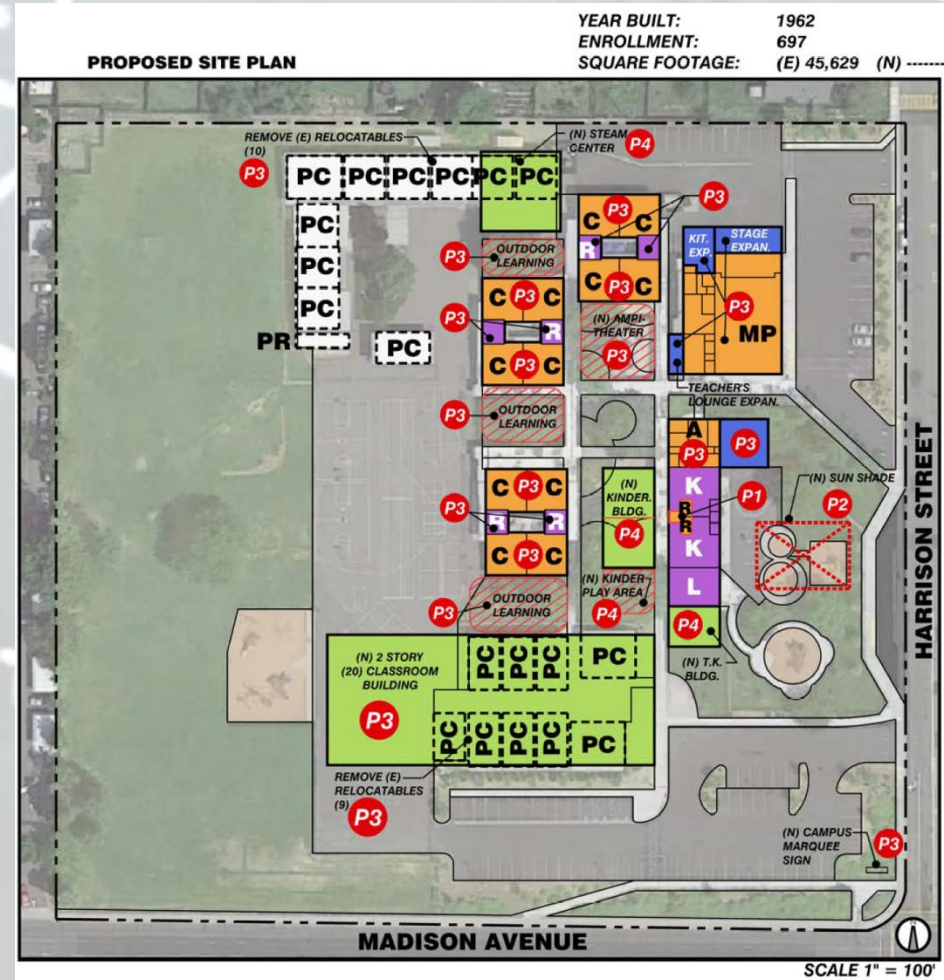 YEAR BUILT: 1962
ENROLLMENT: 697
SQUARE FOOTAGE: (E) 45,629 (N) -------
PROPOSED SITE PLAN
REMOVE (E) RELOCATABLES
(10)
P3
(N) STEAM
CENTER
P4
PC PC PC PC PC PC
PC
PC
PC
PR
PC
OUTDOOR
LEARNING
P3
C P3 C
P3
R
C P3 C
C P3 C
R
P3
C P3 C
(N) AMPI-
THEATER
P3
KIT.
EXP.
STAGE
EXPAN.
P3
MP
TEACHER'S
LOUNGE EXPAN.
P3
OUTDOOR
LEARNING
A
P3
P3
K
R
R
P1
K
L
(N) SUN SHADE
P2
C P3 C
P3
R R
C P3 C
(N)
KINDER.
BLDG.
P4
(N) KINDER
PLAY AREA
P4
P3
OUTDOOR
LEARNING
P4
(N) T.K.
BLDG.
HARRISON STREET
(N) 2 STORY
(20) CLASSROOM
BUILDING
P3
PC PC PC PC
PC PC PC PC PC
REMOVE (E)
RELOCATABLES
(9)
P3
(N) CAMPUS
MARQUEE
SIGN
P3
MADISON AVENUE
SCALE 1" = 100'